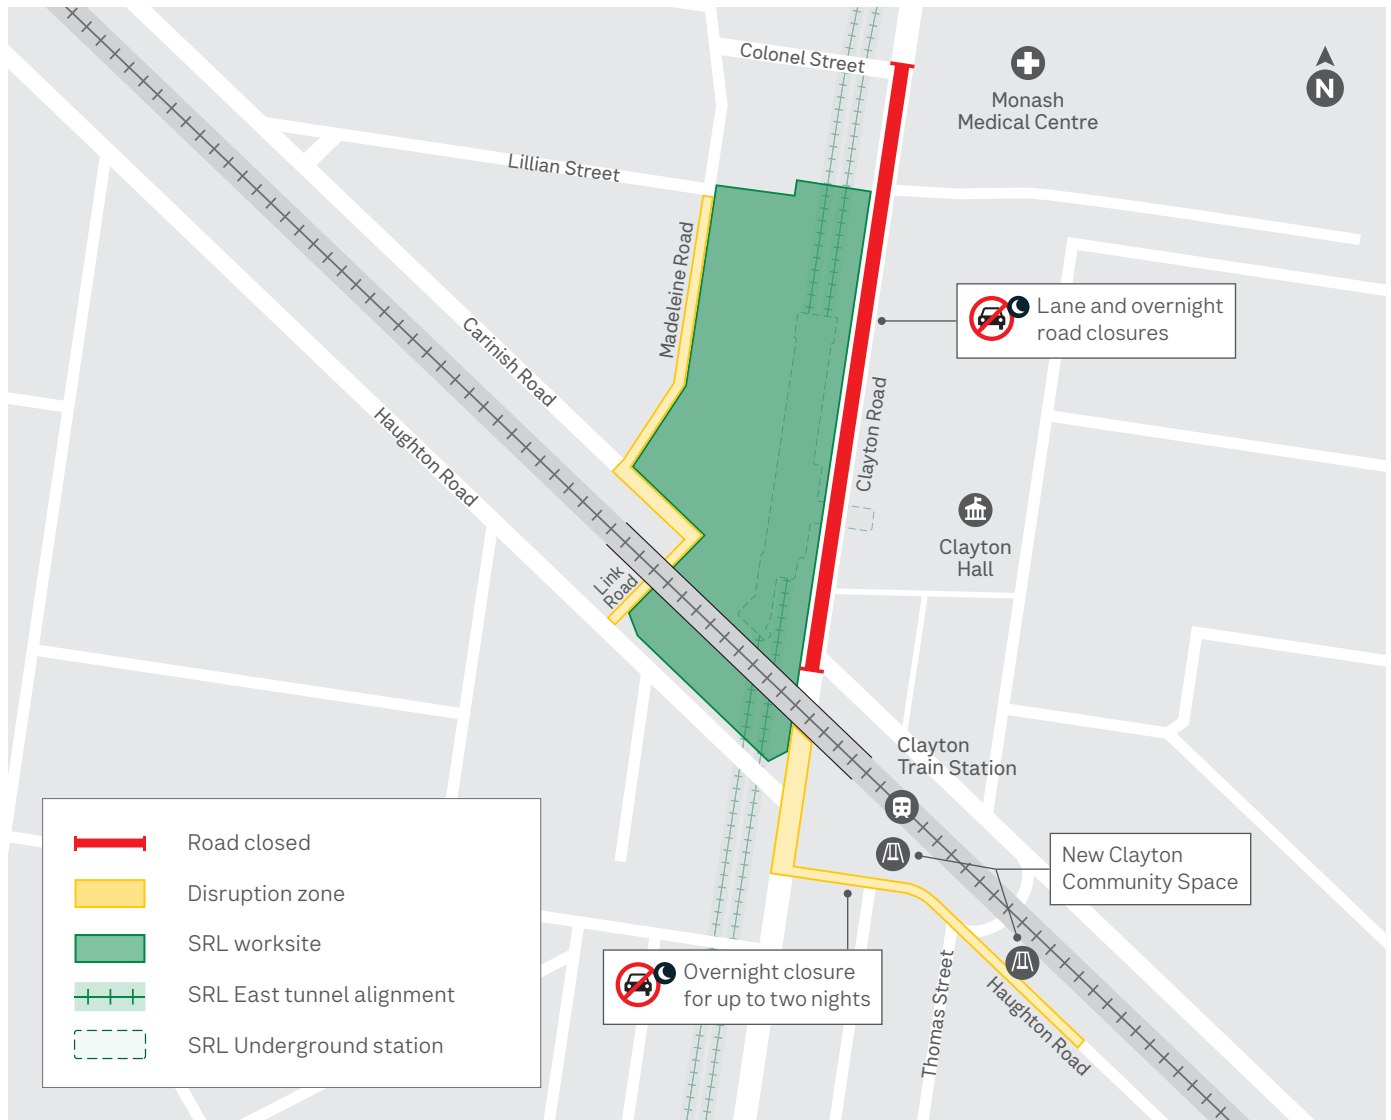 Colonel Street
Monash
Medical Centre
N
Lillian Street
Madeleine Road
Lane and overnight
road closures
Carinish Road
Haughton Road
Clayton Road
Clayton
Hall
Link
Road
Clayton
Train Station
New Clayton
Community Space
Overnight closure
for up to two nights
Thomas Street
Haughton Road
Road closed
Disruption zone
SRL worksite
SRL East tunnel alignment
SRL Underground station